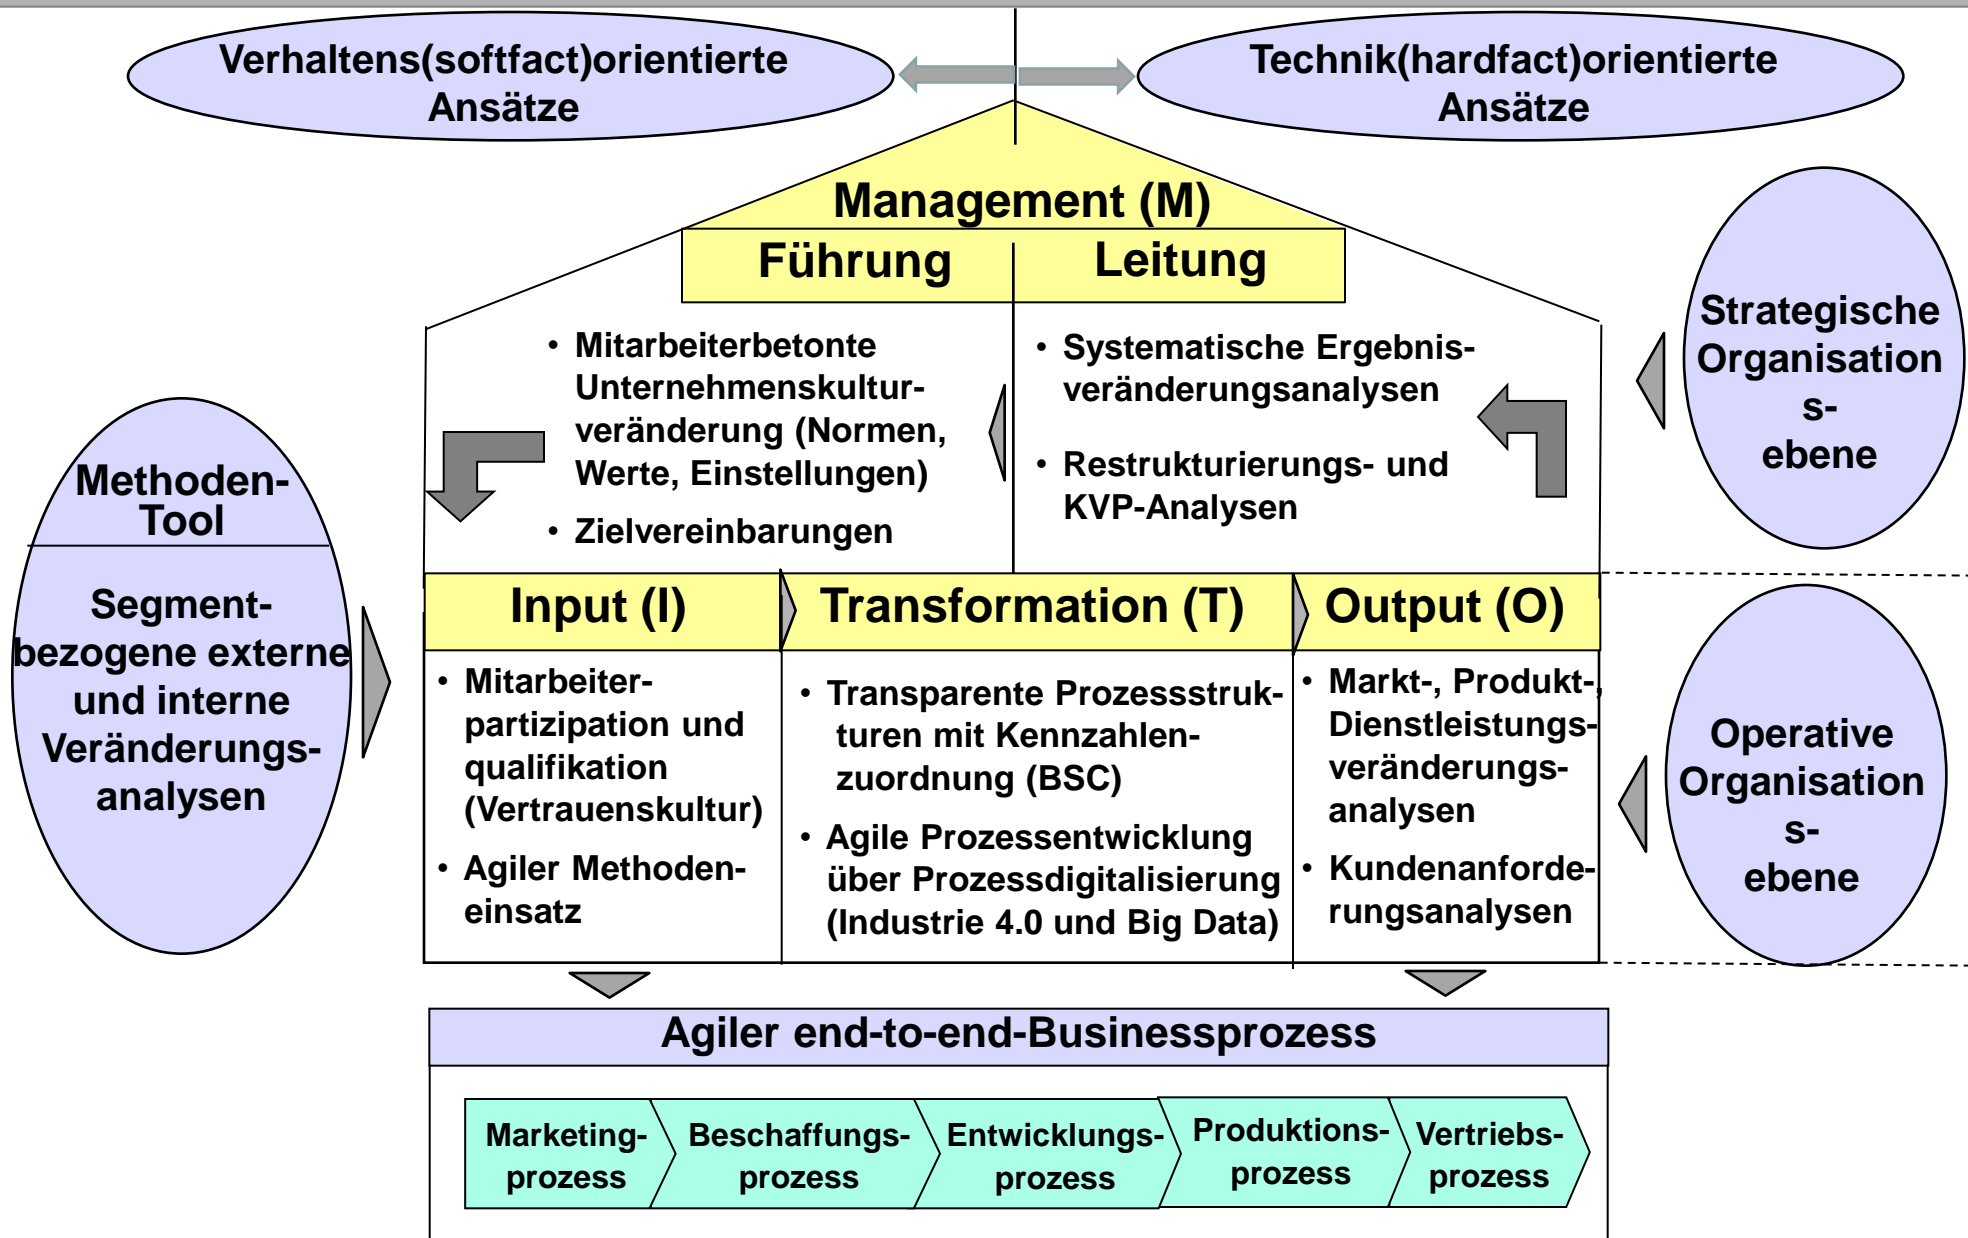 Verhaltens(softfact)orientierte
Ansätze
Technik(hardfact)orientierte
Ansätze
Management (M)
Führung
Leitung
• Mitarbeiterbetonte
Unternehmenskultur-
veränderung (Normen,
Werte, Einstellungen)
• Zielvereinbarungen
• Systematische Ergebnis-
veränderungsanalysen
• Restrukturierungs- und
KVP-Analysen
Strategische
Organisation
s-
ebene
Methoden-
Tool
Segment-
bezogene externe
und interne
Veränderungs-
analysen
Input (I)
Transformation (T)
Output (O)
• Mitarbeiter-
partizipation und
qualifikation
(Vertrauenskultur)
• Agiler Methoden-
einsatz
• Transparente Prozessstruk-
turen mit Kennzahlen-
zuordnung (BSC)
• Agile Prozessentwicklung
über Prozessdigitalisierung
(Industrie 4.0 und Big Data)
• Markt-, Produkt-,
Dienstleistungs-
veränderungs-
analysen
• Kundenanforde-
rungsanalysen
Operative
Organisation
s-
ebene
Agiler end-to-end-Businessprozess
Marketing-
prozess
Beschaffungs-
prozess
Entwicklungs-
prozess
Produktions-
prozess
Vertriebs-
prozess